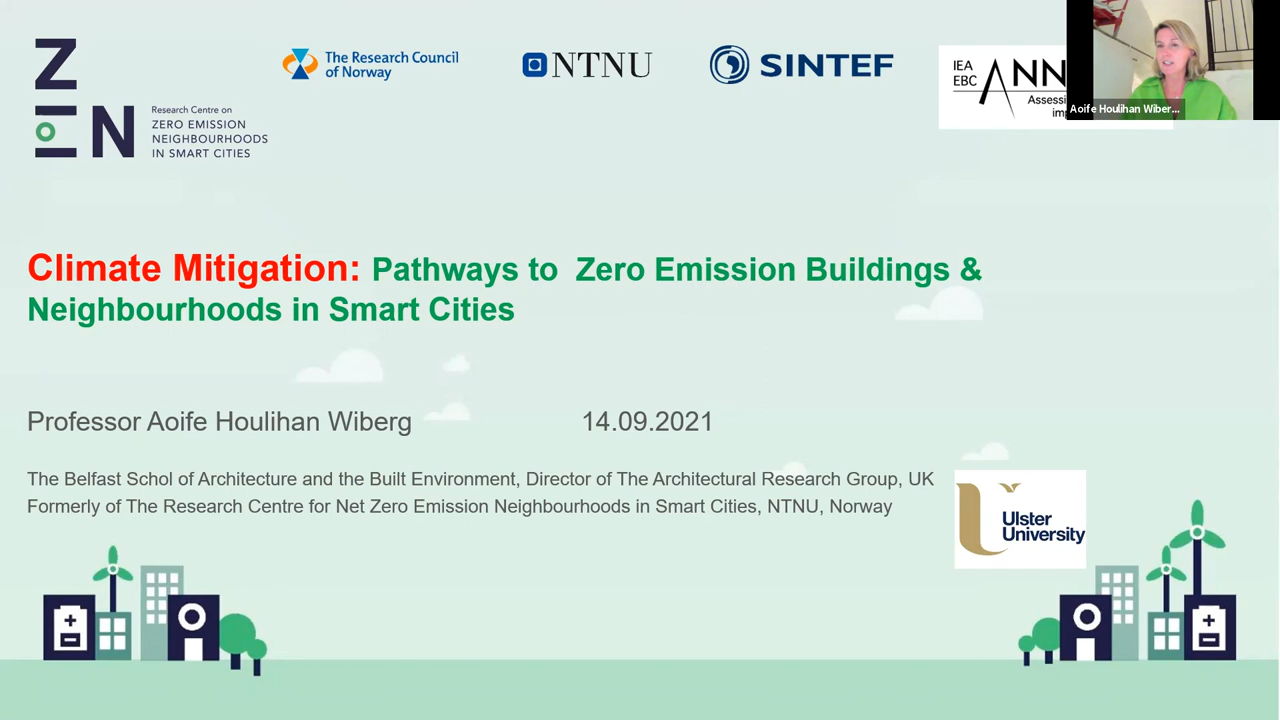 Z
EN
Research Centre on
ZERO EMISSION
NEIGHBOURHOODS
IN SMART CITIES
The Research Council
of Norway
NTNU
SINTEF
IEA
EBC
Aoife Houlihan Wiber...
Climate Mitigation: Pathways to Zero Emission Buildings &
Neighbourhoods in Smart Cities
Professor Aoife Houlihan Wiberg 14.09.2021
The Belfast Schol of Architecture and the Built Environment, Director of The Architectural Research Group, UK
Formerly of The Research Centre for Net Zero Emission Neighbourhoods in Smart Cities, NTNU, Norway
Ulster
University